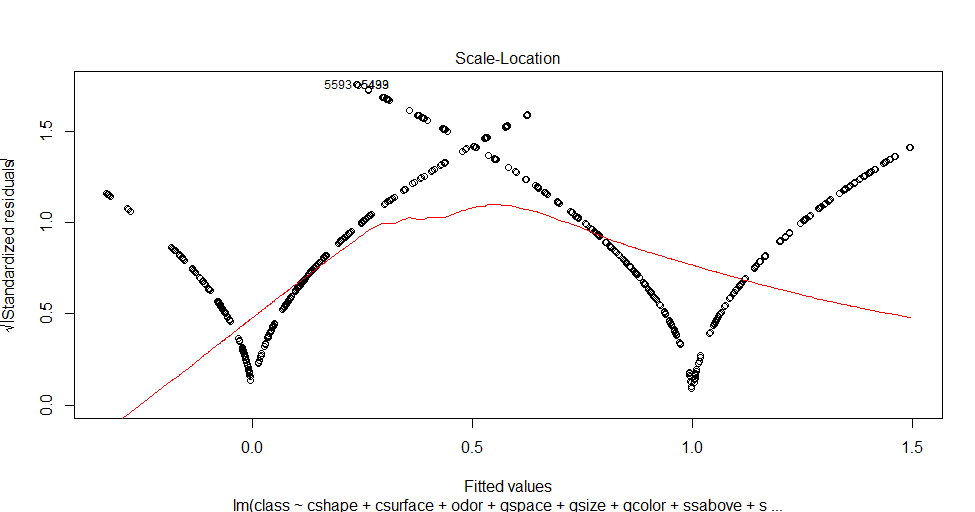 Scale-Location
5593
5499
√|Standardized residuals|
1.5
1.0
0.5
0.0
0.0 0.5 1.0 1.5
Fitted values
lm(class ~ cshape + csurface + odor + gspace + gsize + gcolor + ssabove + s ...